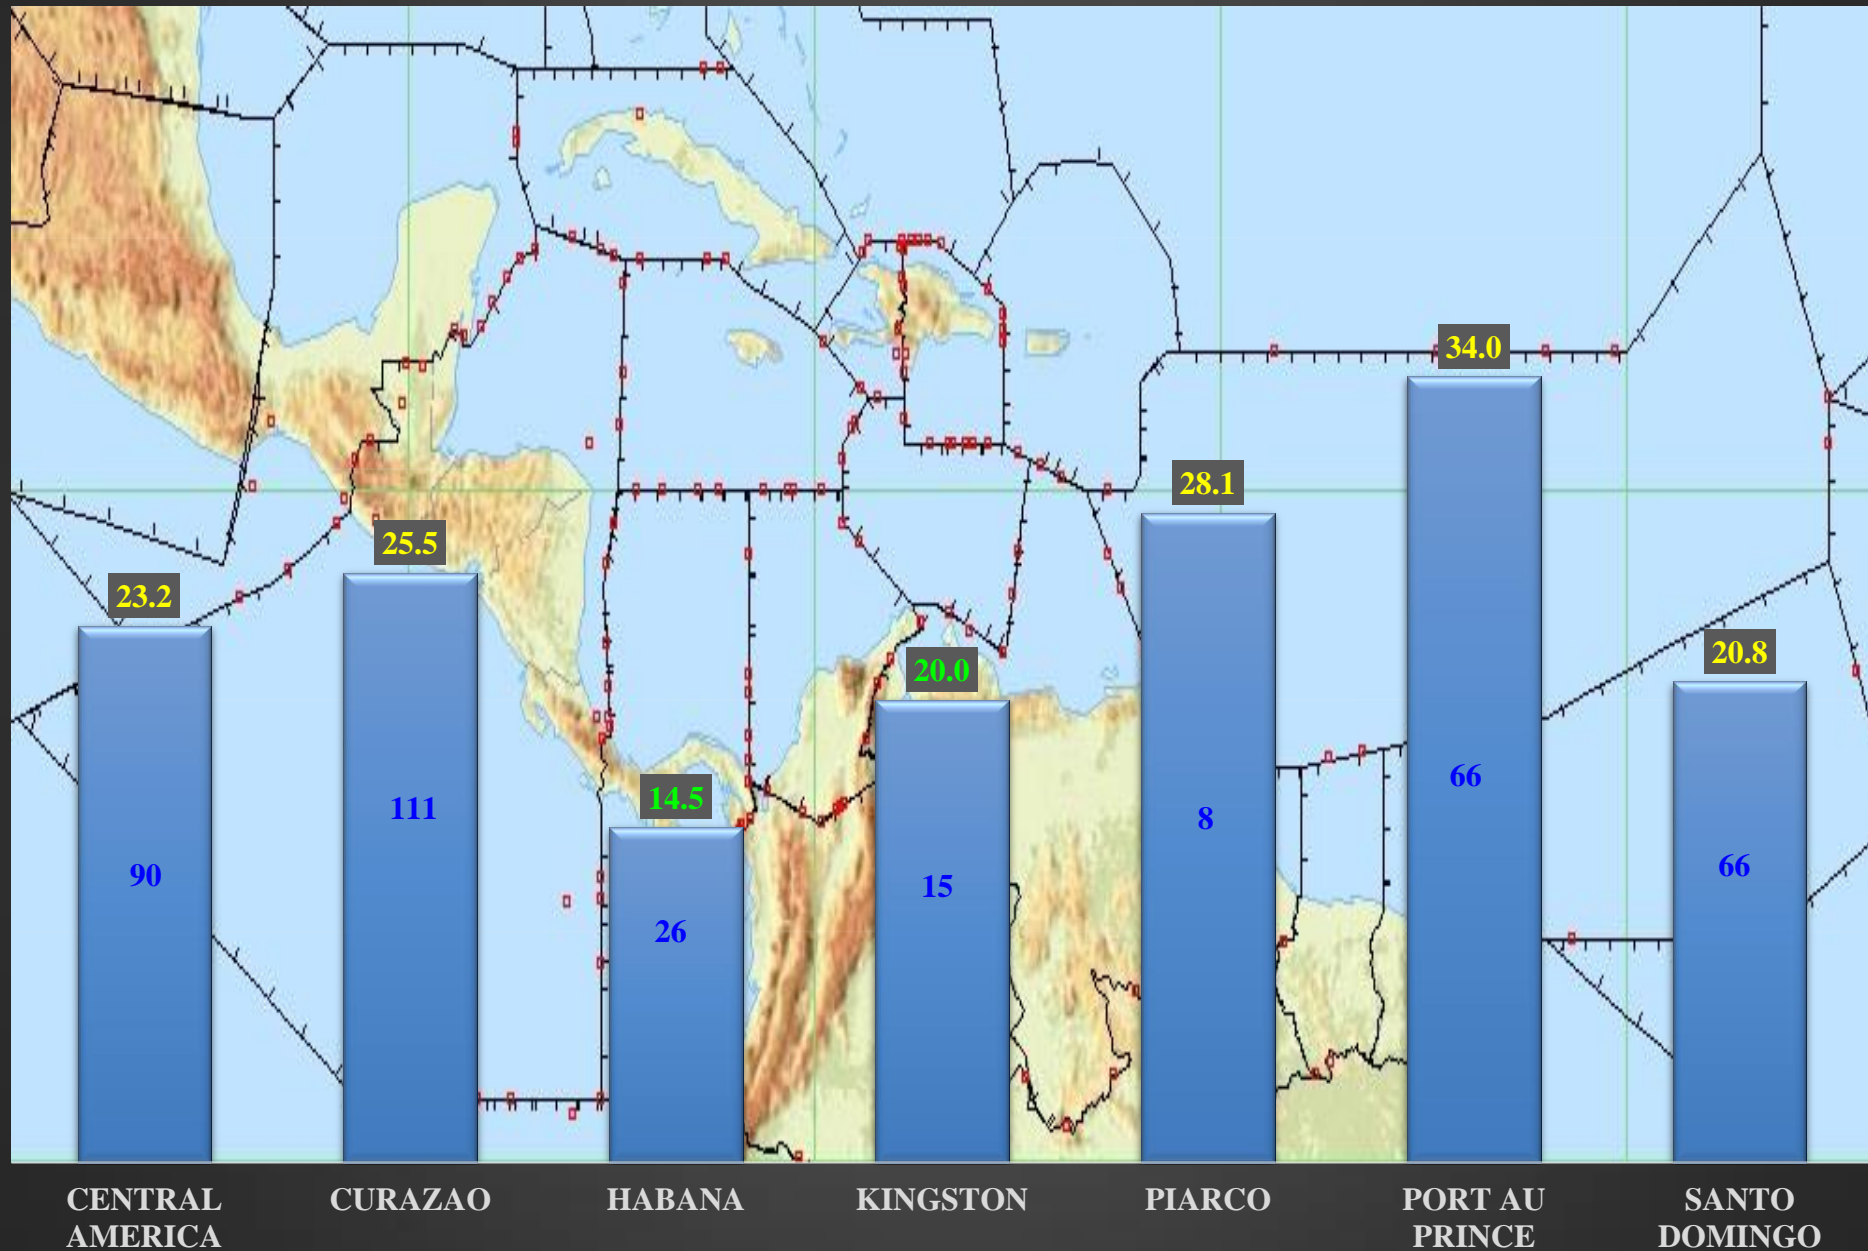 34.0
28.1
25.5
23.2
20.8
20.0
14.5
66
111
8
66
90
15
26
CENTRAL AMERICA
CURAZAO
HABANA
KINGSTON
PIARCO
PORT AU PRINCE
SANTO DOMINGO